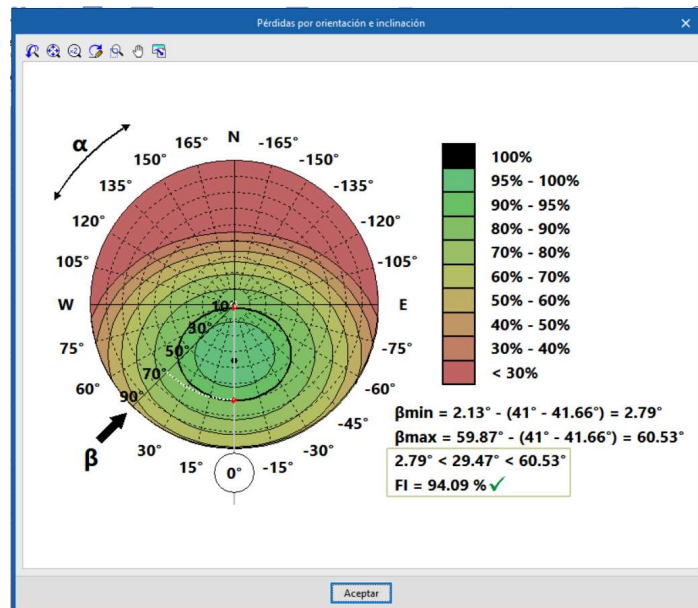 Pérdidas por orientación e inclinación
α
N
165°
-165°
150°
-150°
135°
-135°
120°
-120°
105°
-105°
W
E
75°
-75°
60°
-60°
-45°
30°
-30°
15°
-15°
0°
10°
30°
50°
70°
90°
β
100%
95% - 100%
90% - 95%
80% - 90%
70% - 80%
60% - 70%
50% - 60%
40% - 50%
30% - 40%
< 30%
βmin = 2.13° - (41° - 41.66°) = 2.79°
βmax = 59.87° - (41° - 41.66°) = 60.53°
2.79° < 29.47° < 60.53°
FI = 94.09 %
Aceptar